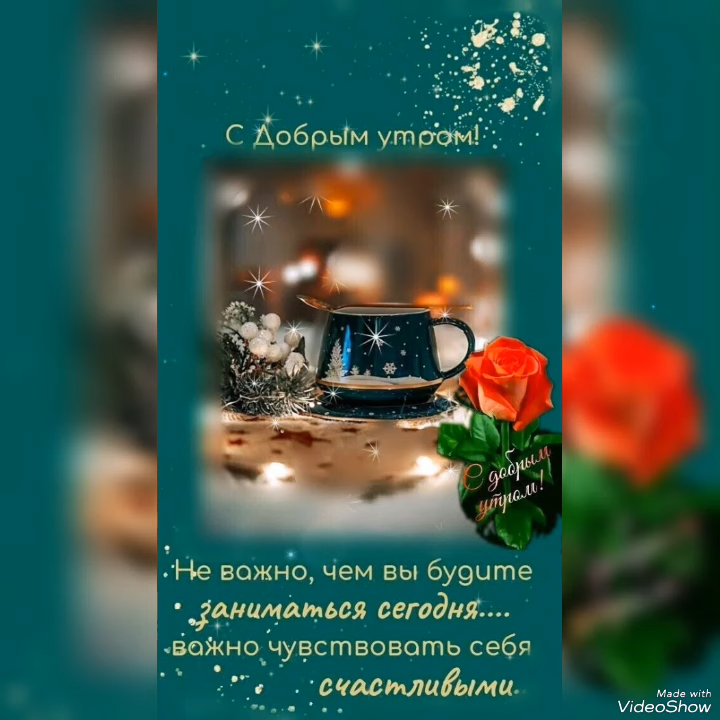 С Добрым утром!
С добрым
утром!
Не важно, чем вы будите
заниматься сегодня....
важно чувствовать себя
счастливыми.
Made with
VideoShow